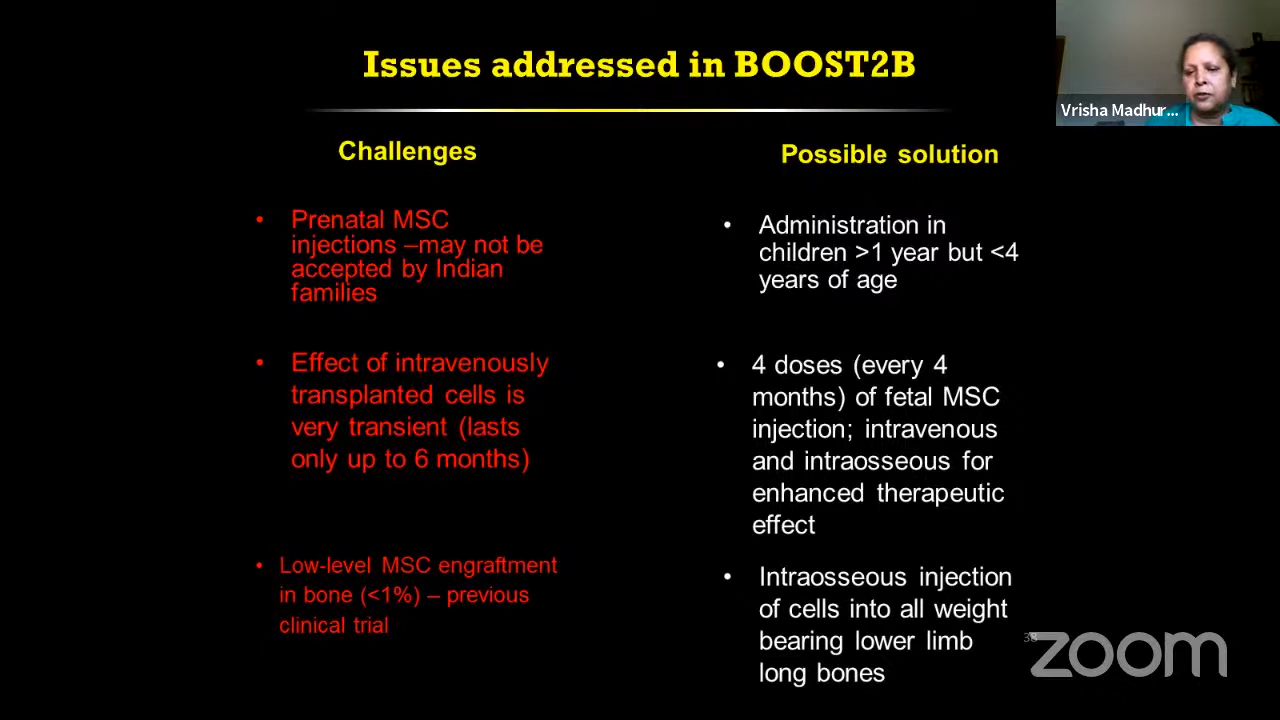 Issues addressed in BOOST2B
Vrisha Madhur...
Challenges
• Prenatal MSC
injections –may not be
accepted by Indian
families
• Effect of intravenously
transplanted cells is
very transient (lasts
only up to 6 months)
• Low-level MSC engraftment
in bone (<1%) – previous
clinical trial
Possible solution
• Administration in
children >1 year but <4
years of age
• 4 doses (every 4
months) of fetal MSC
injection; intravenous
and intraosseous for
enhanced therapeutic
effect
• Intraosseous injection
of cells into all weight
bearing lower limb
long bones
zoom